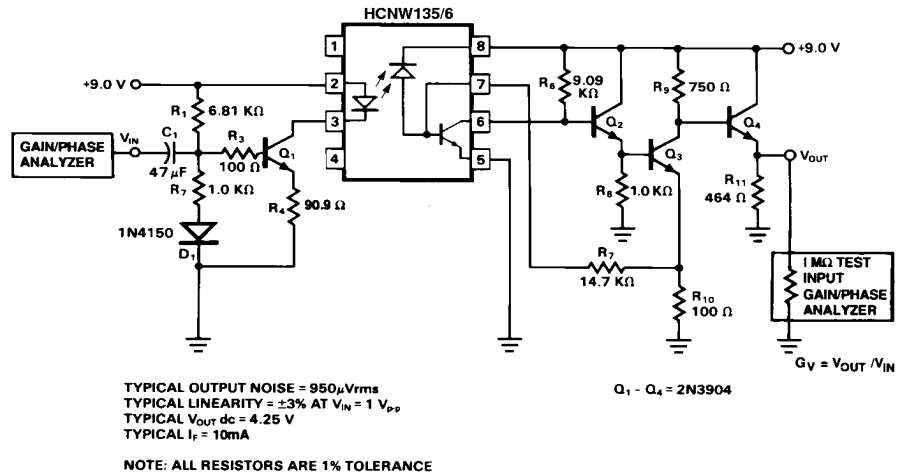 HCNW135/6
+9.0 V
1
2
3
4
8
7
6
5
+9.0 V
R1
6.81 KΩ
GAIN/PHASE
ANALYZER
VIN
C1
47 µF
R3
100 Ω
Q1
R7
1.0 KΩ
R4
90.9 Ω
1N4150
D1
R6
9.09
KΩ
Q2
R8
1.0 KΩ
R9
750 Ω
Q3
Q4
VOUT
R11
464 Ω
R7
14.7 KΩ
R10
100 Ω
1 MΩ TEST
INPUT
GAIN/PHASE
ANALYZER
GV = VOUT /VIN
TYPICAL OUTPUT NOISE = 950µVrms
TYPICAL LINEARITY = ±3% AT VIN = 1 Vp-p
TYPICAL VOUT dc = 4.25 V
TYPICAL IF = 10mA
Q1 - Q4 = 2N3904
NOTE: ALL RESISTORS ARE 1% TOLERANCE